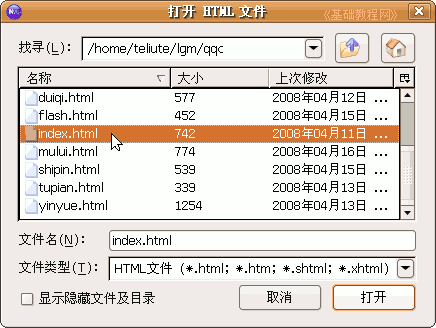 打开 HTML 文件
《基础教程网》
找寻(L): /home/teliute/lgm/qqc
名称 大小 上次修改
duiqi.html 577 2008年04月12日 ...
flash.html 452 2008年04月15日 ...
index.html 742 2008年04月11日 ...
mului.html 774 2008年04月16日 ...
shipin.html 539 2008年04月15日 ...
tupian.html 339 2008年04月13日 ...
yinyue.html 1254 2008年04月13日 ...
文件名(N): index.html
文件类型(T): HTML文件 (*.html; *.htm; *.shtml; *.xhtml)
显示隐藏文件及目录 取消 打开